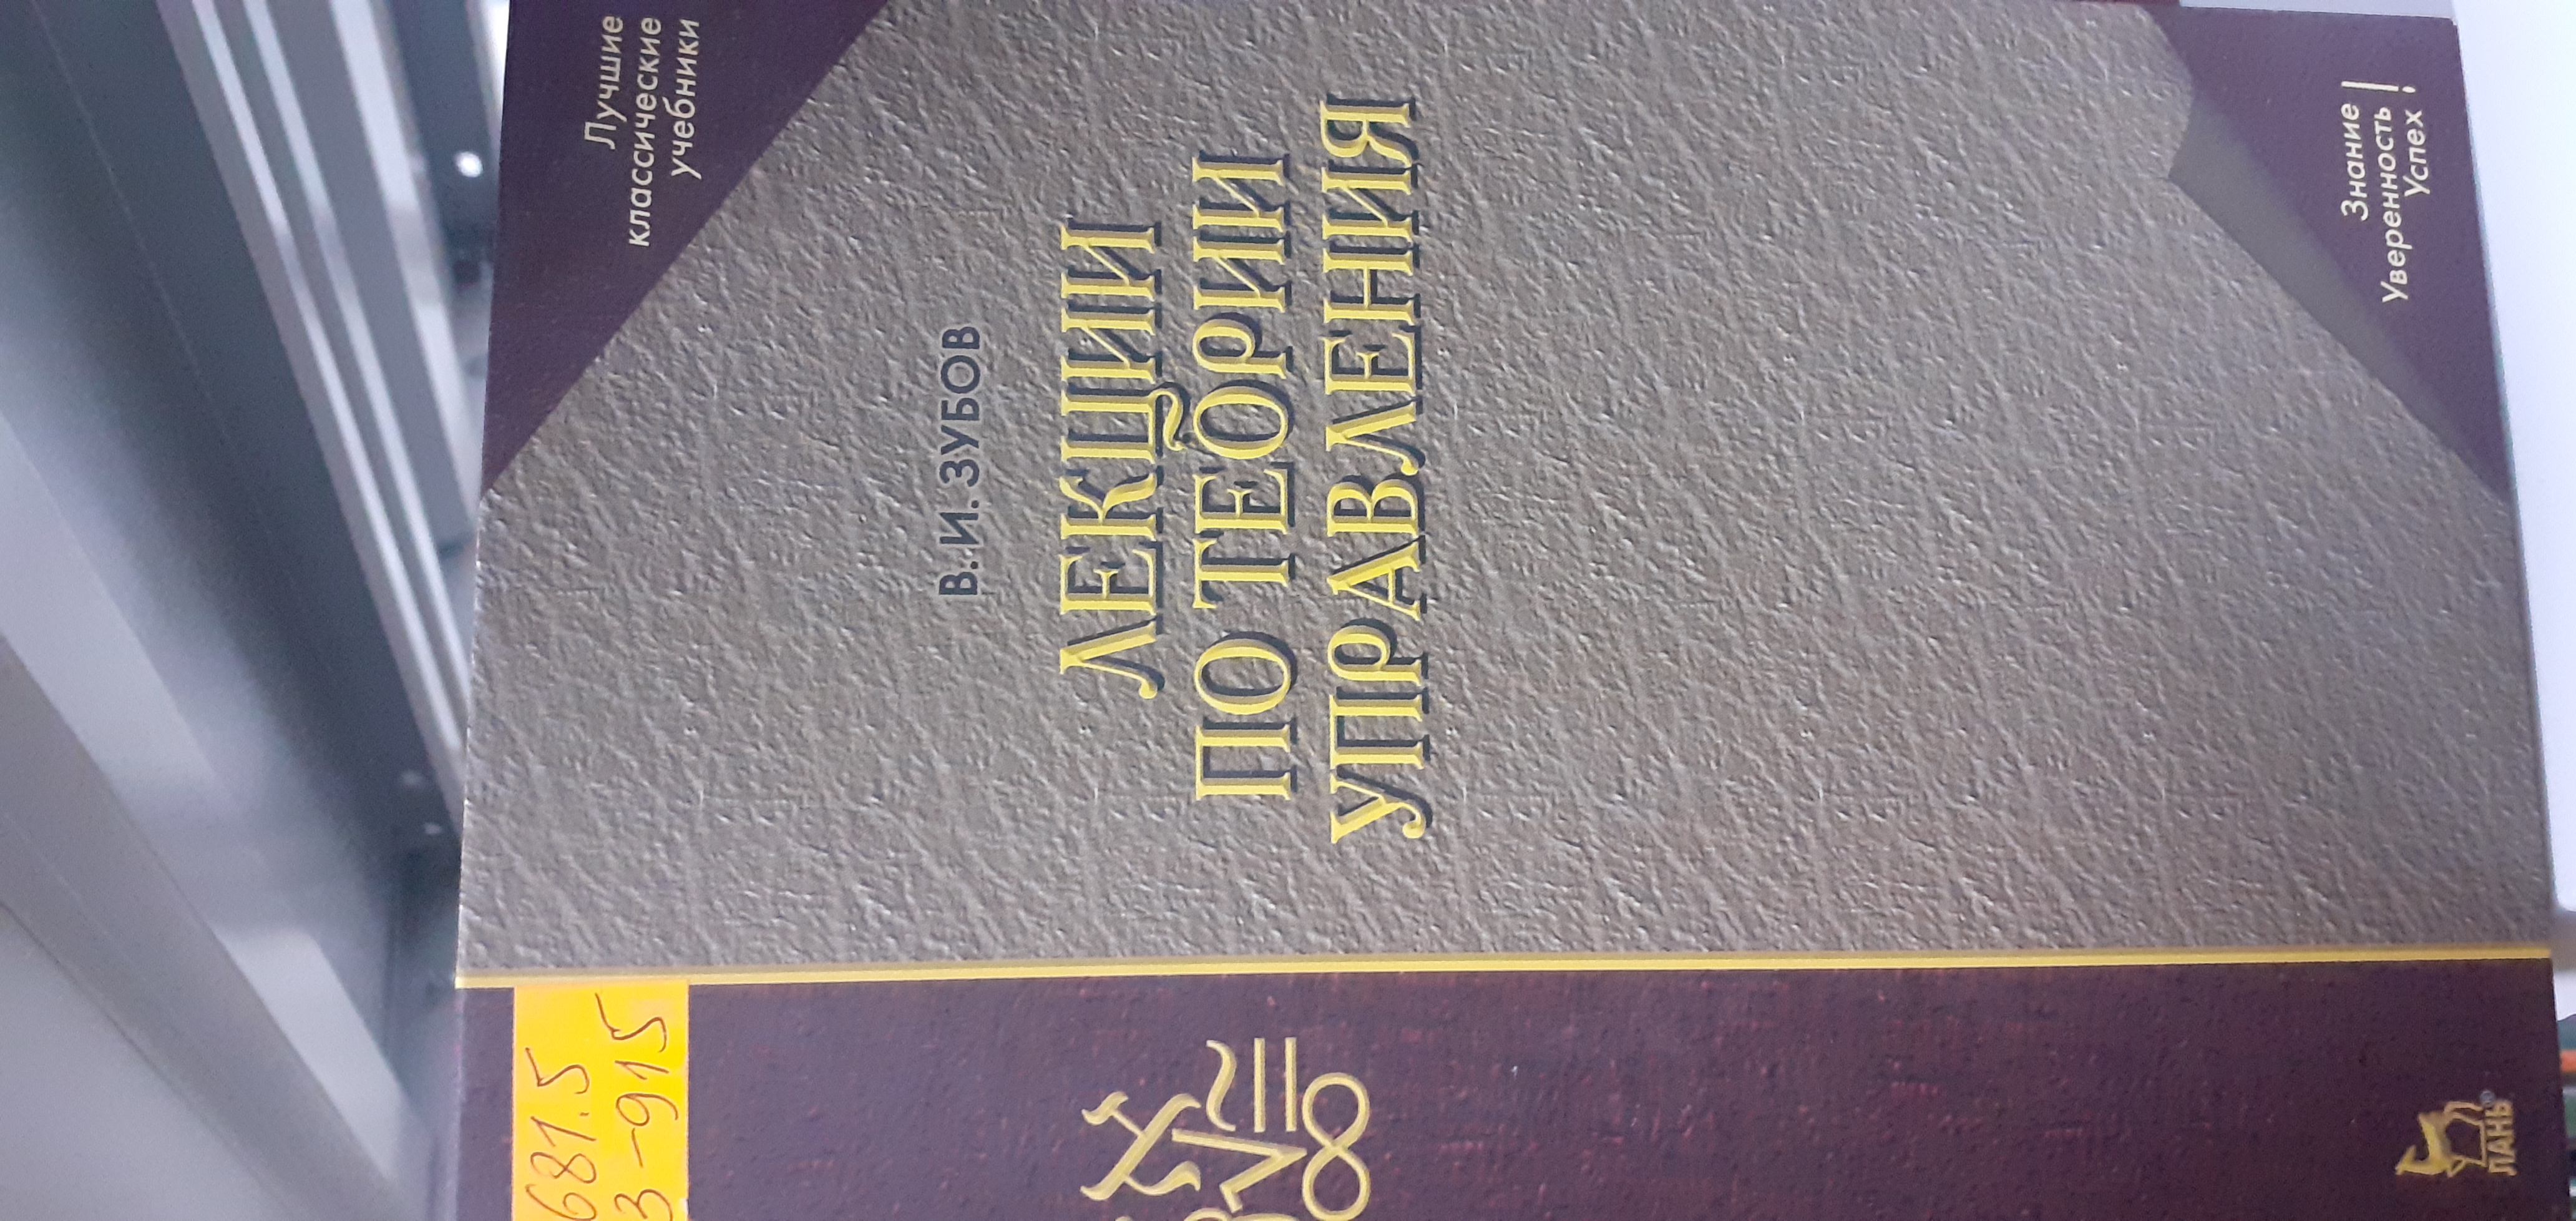 Лучшие
классические
учебники
В.И.ЗУБОВ
ЛЕКЦИИ
ПО ТЕОРИИ
УПРАВЛЕНИЯ
Знание
Уверенность
Успех !
681.5
З-915
ЛАНЬ®